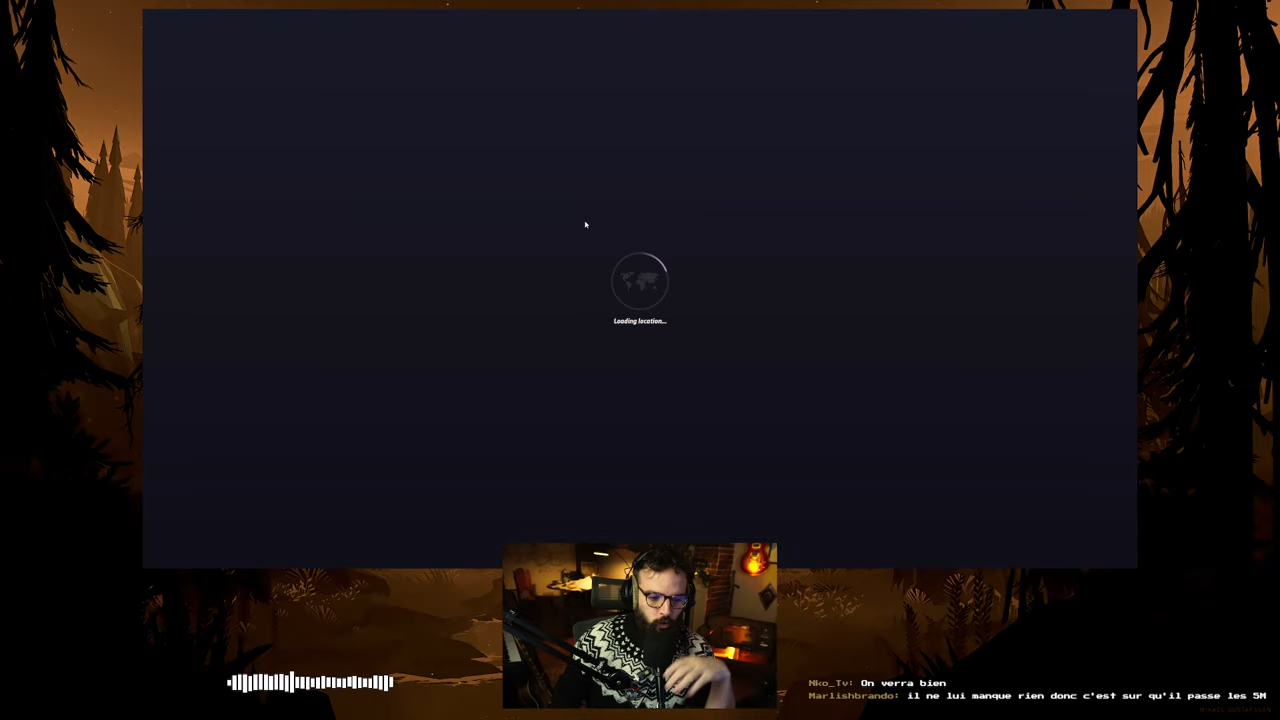 Loading location...
Nko_Tv: On verra bien
Marlishbrando: il ne lui manque rien donc c'est sur qu'il passe les 5M